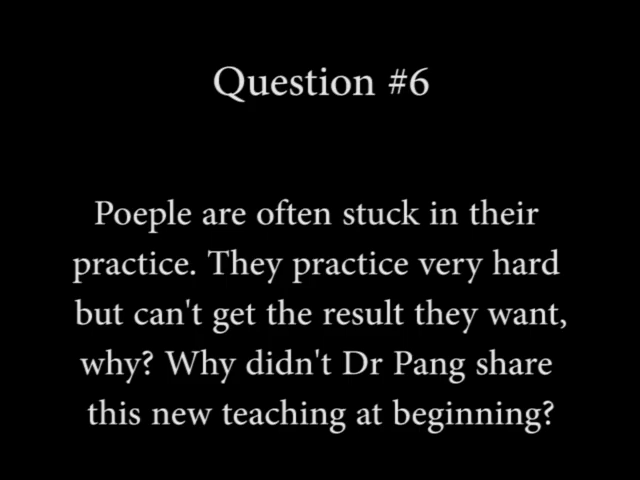 Question #6
Poeple are often stuck in their
practice. They practice very hard
but can't get the result they want,
why? Why didn't Dr Pang share
this new teaching at beginning?